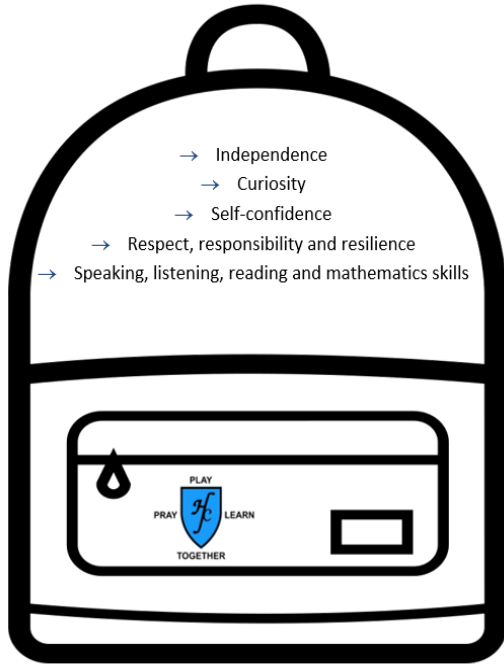 → Independence
→ Curiosity
→ Self-confidence
→ Respect, responsibility and resilience
→ Speaking, listening, reading and mathematics skills
PLAY
PRAY LEARN
TOGETHER